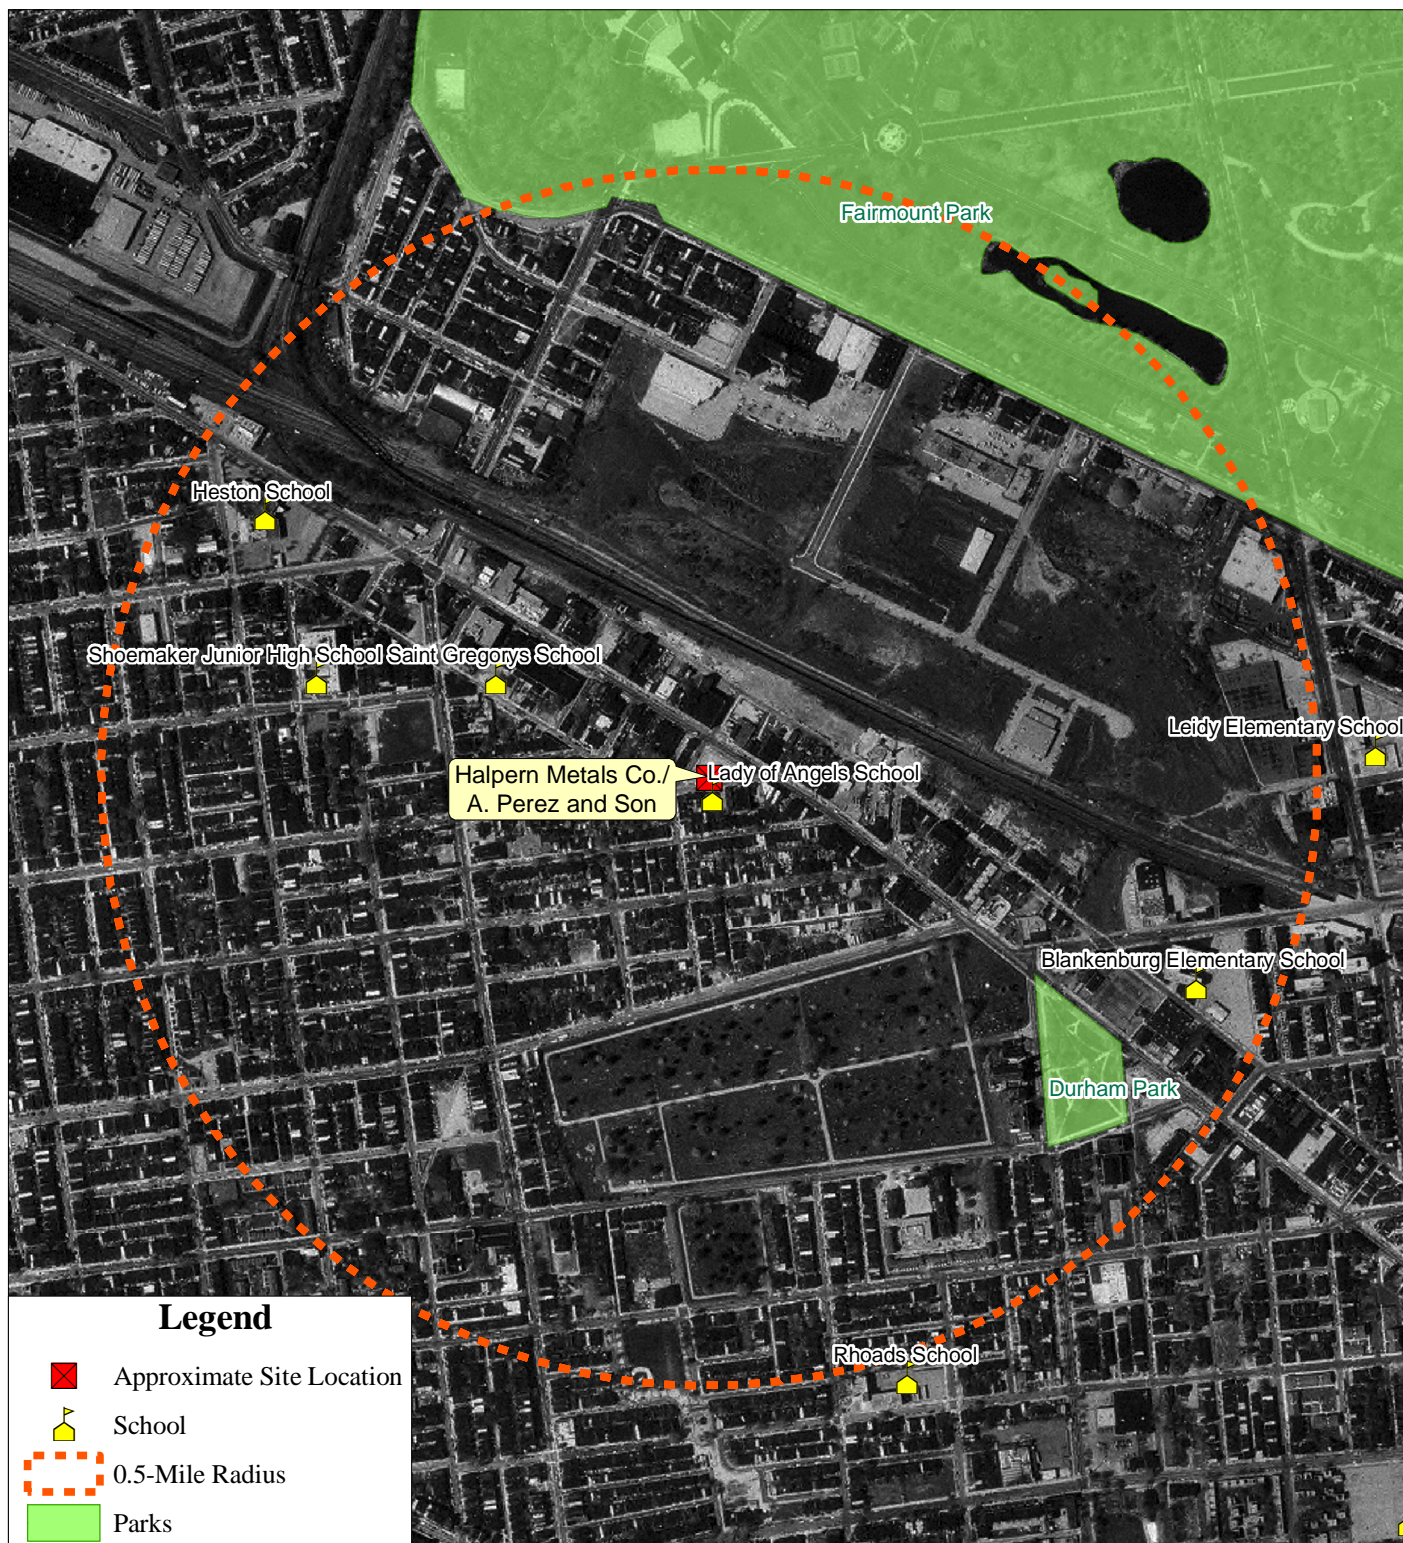 Fairmount Park
Heston School
Shoemaker Junior High School Saint Gregorys School
Leidy Elementary School
Halpern Metals Co./
A. Perez and Son
Lady of Angels School
Blankenburg Elementary School
Durham Park
Rhoads School
Legend
Approximate Site Location
School
0.5-Mile Radius
Parks